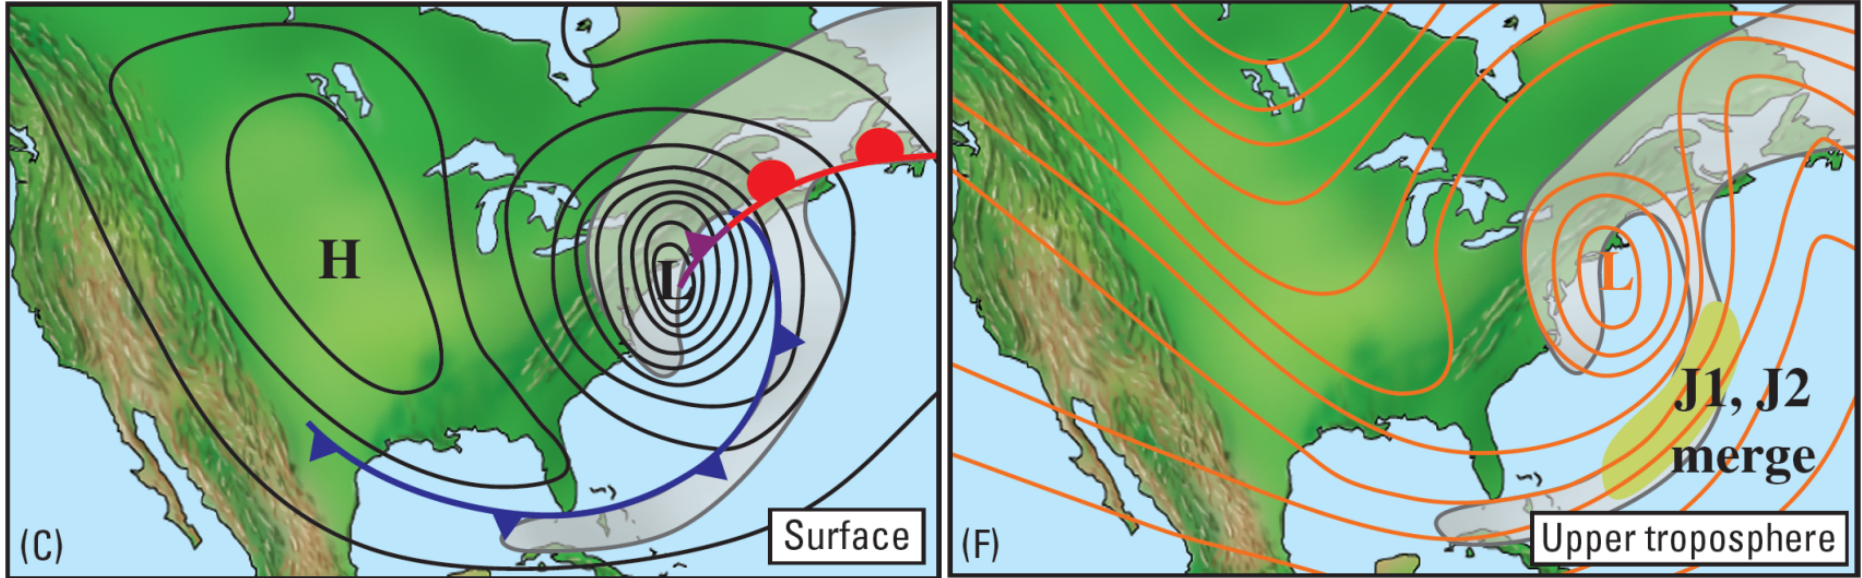 H
L
(C)
Surface
L
J1, J2
merge
(F)
Upper troposphere